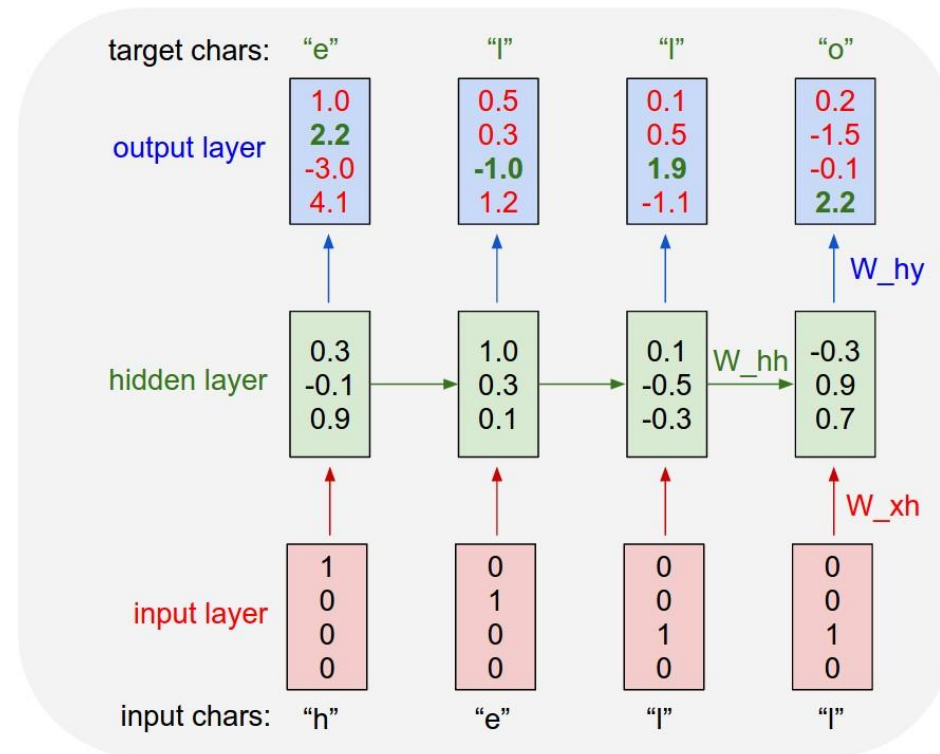 target chars: “e” “l” “l” “o”
output layer
1.0 0.5 0.1 0.2
2.2 0.3 0.5 -1.5
-3.0 -1.0 1.9 -0.1
4.1 1.2 -1.1 2.2
W_hy
hidden layer
0.3 1.0 0.1 -0.3
-0.1 0.3 -0.5 0.9
0.9 0.1 -0.3 0.7
W_hh
W_xh
input layer
1 0 0 0
0 1 0 0
0 0 1 1
0 0 0 0
input chars: “h” “e” “l” “l”